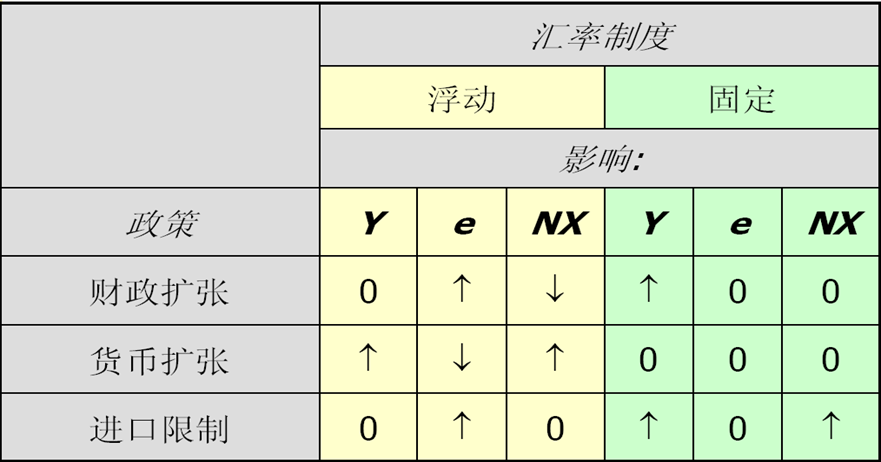 汇率制度
浮动 固定
影响:
政策 Y e NX Y e NX
财政扩张 0 ↑ ↓ ↑ 0 0
货币扩张 ↑ ↓ ↑ 0 0 0
进口限制 0 ↑ 0 ↑ 0 ↑